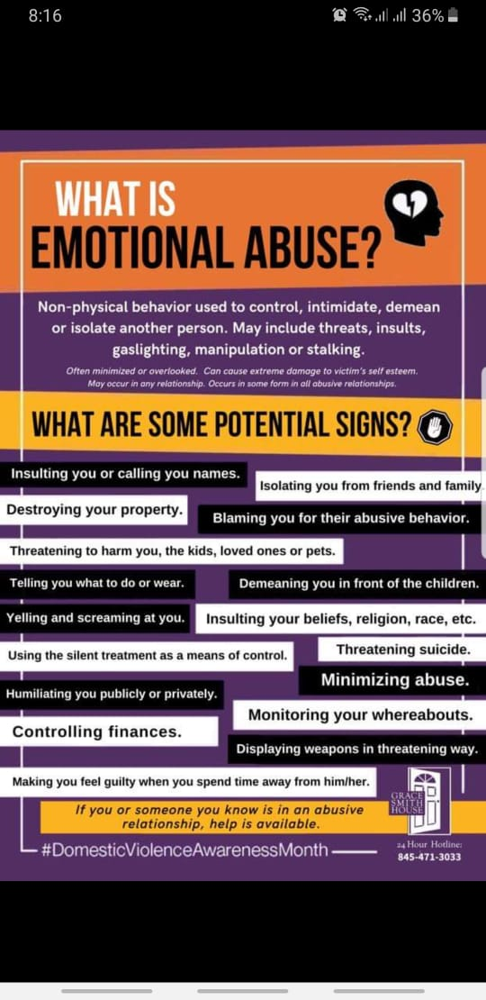 8:16
36%
WHAT IS
EMOTIONAL ABUSE?
Non-physical behavior used to control, intimidate, demean
or isolate another person. May include threats, insults,
gaslighting, manipulation or stalking.
Often minimized or overlooked. Can cause extreme damage to victim's self esteem.
May occur in any relationship. Occurs in some form in all abusive relationships.
WHAT ARE SOME POTENTIAL SIGNS?
Insulting you or calling you names.
Isolating you from friends and family.
Destroying your property.
Blaming you for their abusive behavior.
Threatening to harm you, the kids, loved ones or pets.
Telling you what to do or wear.
Demeaning you in front of the children.
Yelling and screaming at you.
Insulting your beliefs, religion, race, etc.
Using the silent treatment as a means of control.
Threatening suicide.
Minimizing abuse.
Humiliating you publicly or privately.
Monitoring your whereabouts.
Controlling finances.
Displaying weapons in threatening way.
Making you feel guilty when you spend time away from him/her.
GRACE
SMITH
HOUSE
If you or someone you know is in an abusive
relationship, help is available.
#DomesticViolenceAwarenessMonth
24 Hour Hotline:
845-471-3033